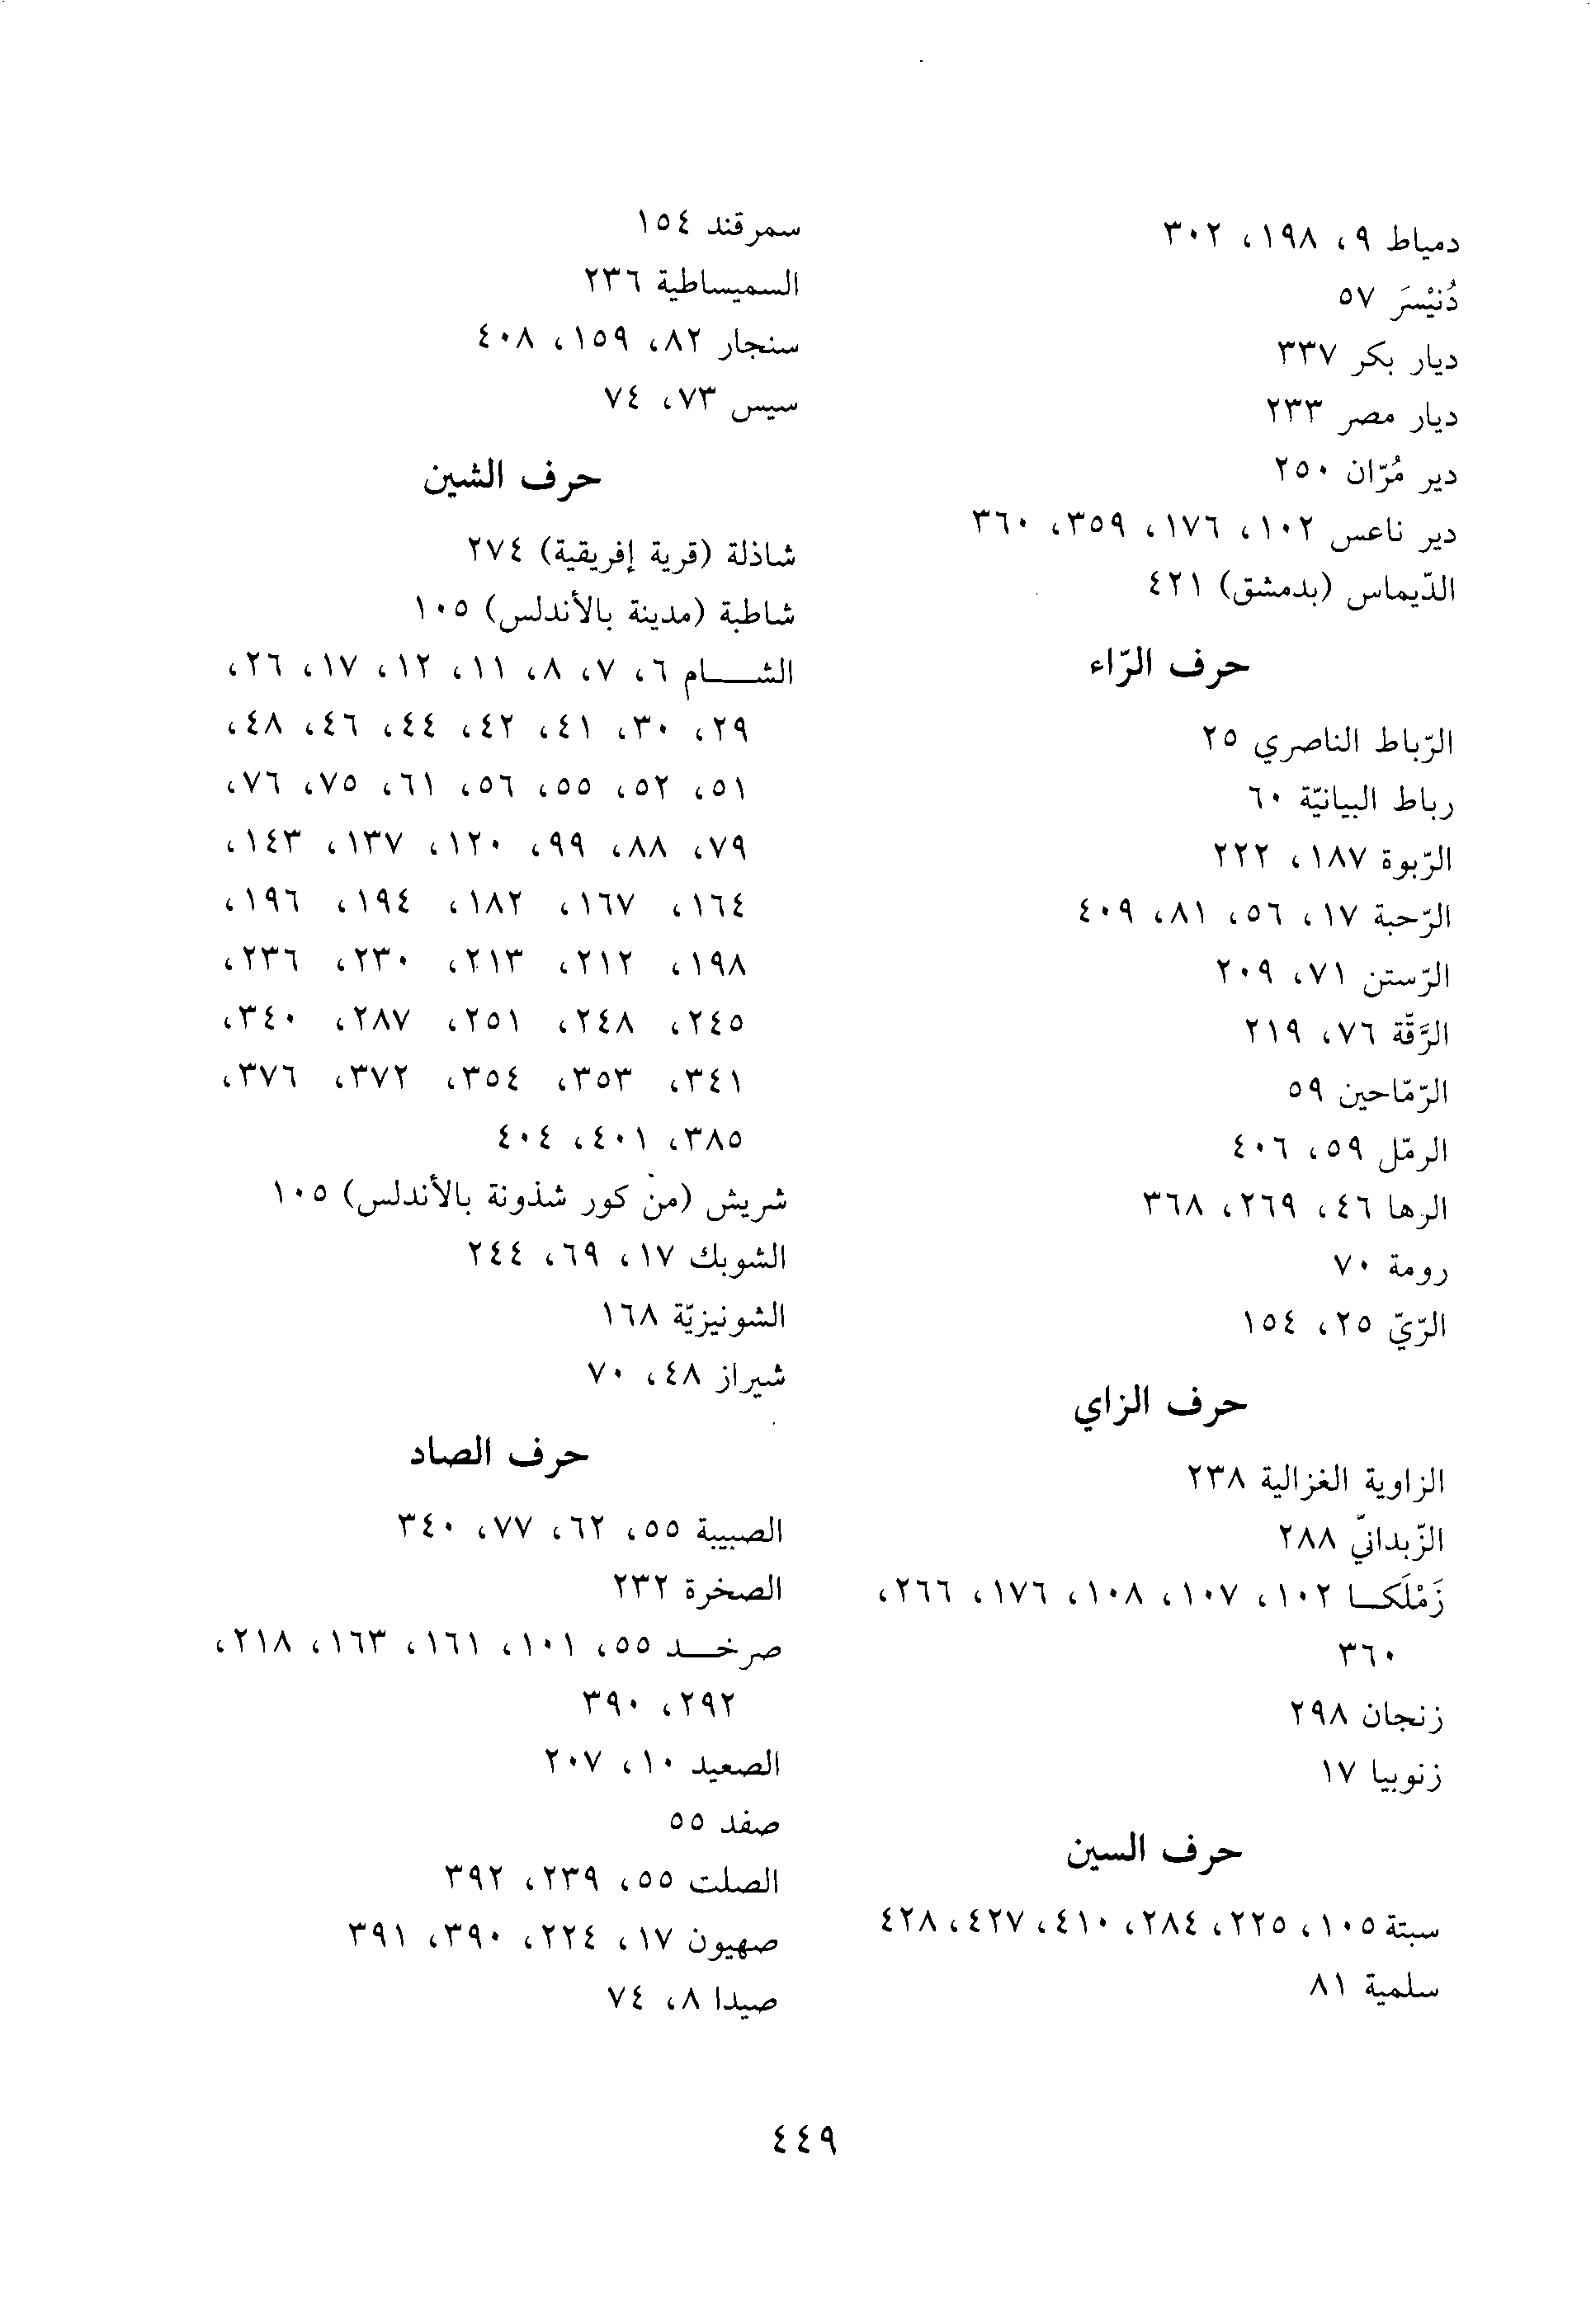 دمياط ٩، ١٩٨، ٣٠٢
دُنيْسَر ٥٧
ديار بكر ٣٣٧
ديار مصر ٢٣٣
دير مُرّان ٢٥٠
دير ناعس ١٠٢، ١٧٦، ٣٥٩، ٣٦٠
الدّيماس (بدمشق) ٤٢١
حرف الرّاء
الرّباط الناصري ٢٥
رباط البيانيّة ٦٠
الرّبوة ١٨٧، ٢٢٢
الرّحبة ١٧، ٥٦، ٨١، ٤٠٩
الرّستن ٧١، ٢٠٩
الرَّقّة ٧٦، ٢١٩
الرّمّاحين ٥٩
الرمّل ٥٩، ٤٠٦
الرها ٤٦، ٢٦٩، ٣٦٨
رومة ٧٠
الرّيّ ٢٥، ١٥٤
حرف الزاي
الزاوية الغزالية ٢٣٨
الزّبدانيّ ٢٨٨
زَمْلَكـا ١٠٢، ١٠٧، ١٠٨، ١٧٦، ٢٦٦،
٣٦٠
زنجان ٢٩٨
زنوبيا ١٧
حرف السين
سبتة ١٠٥، ٢٢٥، ٢٨٤، ٤١٠، ٤٢٧، ٤٢٨
سلمية ٨١
سمرقند ١٥٤
السميساطية ٢٣٦
سنجار ٨٢، ١٥٩، ٤٠٨
سيس ٧٣، ٧٤
حرف الشين
شاذلة (قرية إفريقية) ٢٧٤
شاطبة (مدينة بالأندلس) ١٠٥
الشـــام ٦، ٧، ٨، ١١، ١٢، ١٧، ٢٦،
٢٩، ٣٠، ٤١، ٤٢، ٤٤، ٤٦، ٤٨،
٥١، ٥٢، ٥٥، ٥٦، ٦١، ٧٥، ٧٦،
٧٩، ٨٨، ٩٩، ١٢٠، ١٣٧، ١٤٣،
١٦٤، ١٦٧، ١٨٢، ١٩٤، ١٩٦،
١٩٨، ٢١٢، ٢١٣، ٢٣٠، ٢٣٦،
٢٤٥، ٢٤٨، ٢٥١، ٢٨٧، ٣٤٠،
٣٤١، ٣٥٣، ٣٥٤، ٣٧٢، ٣٧٦،
٣٨٥، ٤٠١، ٤٠٤
شريش (من كور شذونة بالأندلس) ١٠٥
الشوبك ١٧، ٦٩، ٢٤٤
الشونيزيّة ١٦٨
شيراز ٤٨، ٧٠
حرف الصاد
الصبيبة ٥٥، ٦٢، ٧٧، ٣٤٠
الصخرة ٢٣٢
صرخـــد ٥٥، ١٠١، ١٦١، ١٦٣، ٢١٨،
٢٩٢، ٣٩٠
الصعيد ١٠، ٢٠٧
صفد ٥٥
الصلت ٥٥، ٢٣٩، ٣٩٢
صهيون ١٧، ٢٢٤، ٣٩٠، ٣٩١
صيدا ٨، ٧٤
٤٤٩